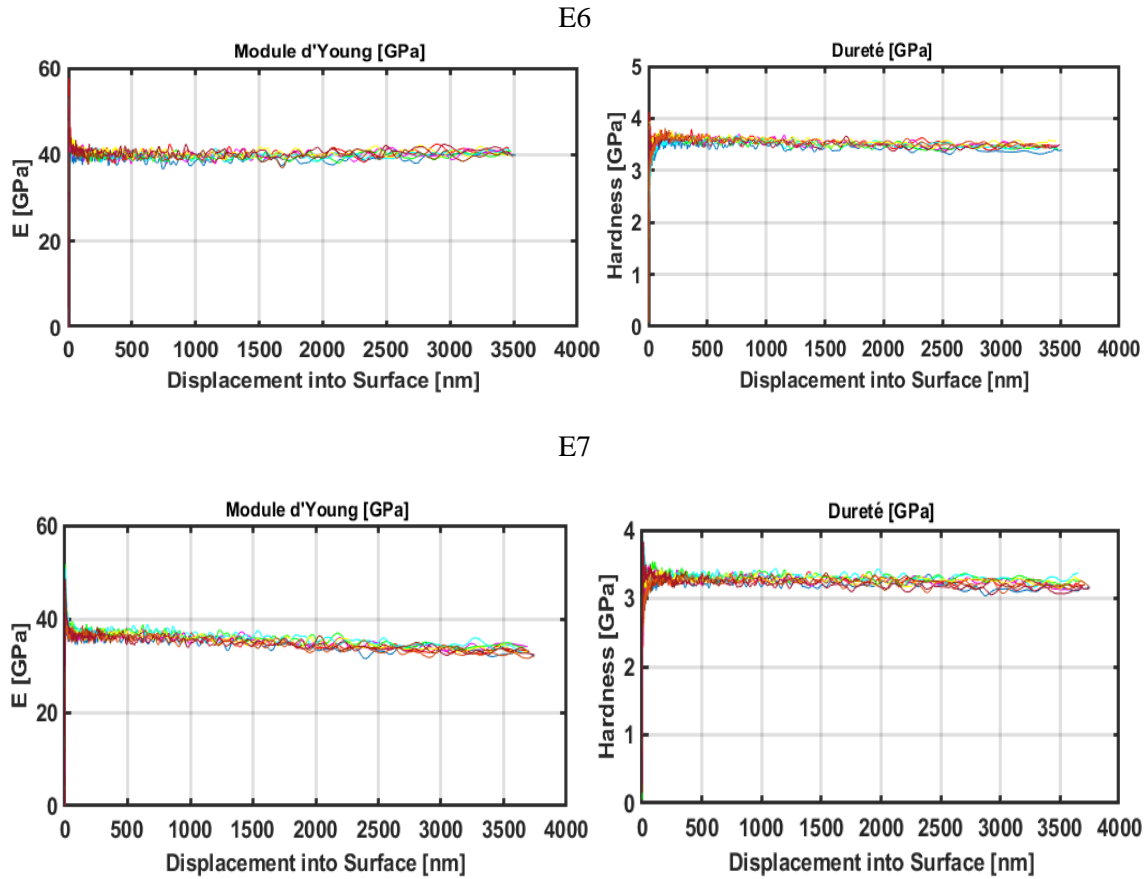 E6
Module d'Young [GPa]
60
40
20
0
E [GPa]
0 500 1000 1500 2000 2500 3000 3500 4000
Displacement into Surface [nm]
Dureté [GPa]
5
4
3
2
1
0
Hardness [GPa]
0 500 1000 1500 2000 2500 3000 3500 4000
Displacement into Surface [nm]
E7
Module d'Young [GPa]
60
40
20
0
E [GPa]
0 500 1000 1500 2000 2500 3000 3500 4000
Displacement into Surface [nm]
Dureté [GPa]
4
3
2
1
0
Hardness [GPa]
0 500 1000 1500 2000 2500 3000 3500 4000
Displacement into Surface [nm]